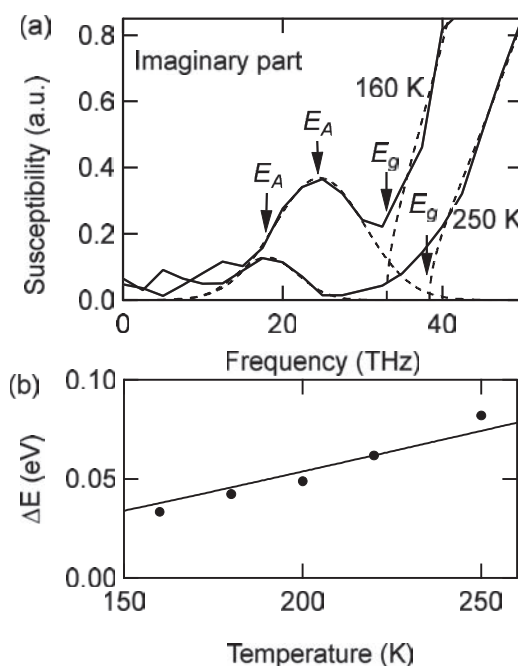 (a)
0.8
Imaginary part
160 K
E_A
0.6
Susceptibility (a.u.)
E_A
E_g
0.4
E_g
250 K
0.2
0.0
0
20
40
Frequency (THz)
(b)
0.10
ΔE (eV)
0.05
0.00
150
200
250
Temperature (K)